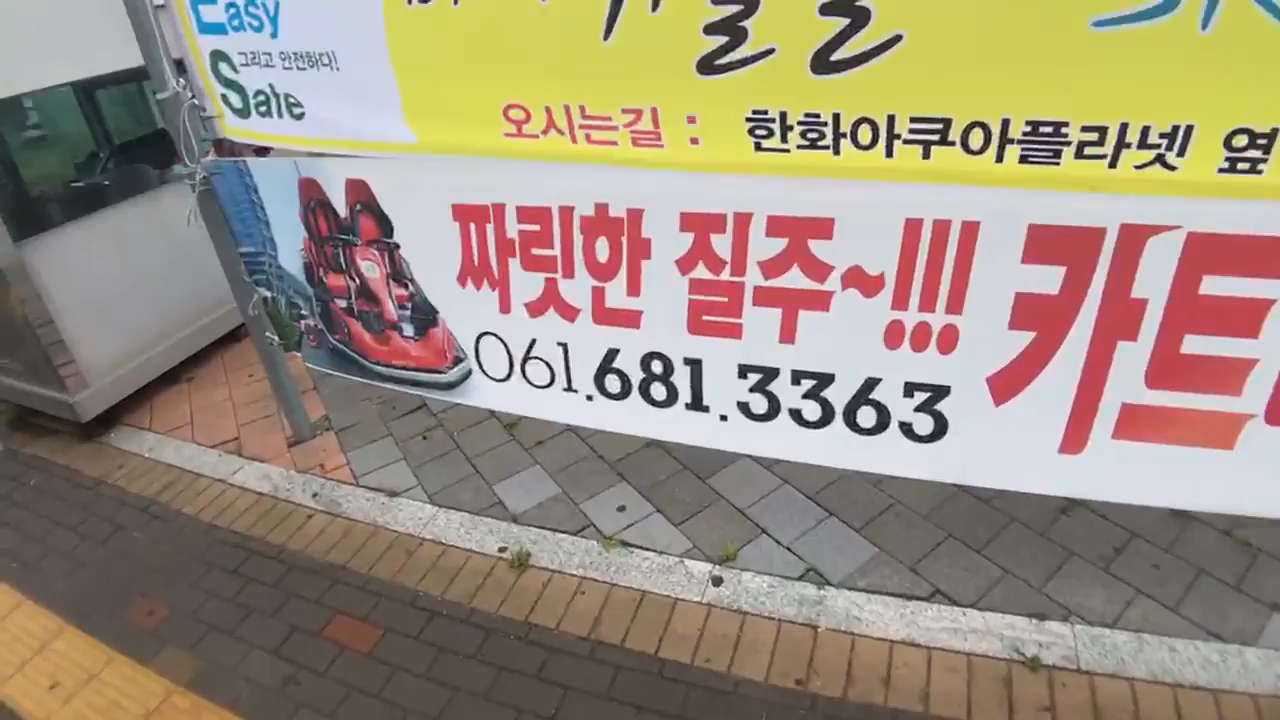 Easy
그리고 안전하다!
Safe
오시는길 : 한화아쿠아플라넷 옆
짜릿한 질주~!!!! 카트
061.681.3363